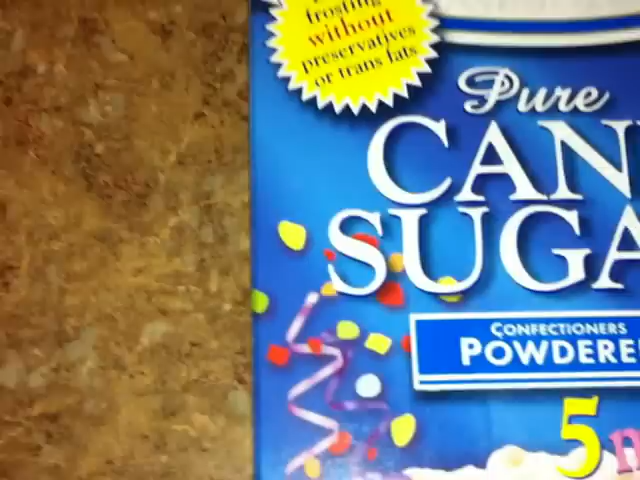 frosting
without
preservatives
or trans fats
Pure
CAN
SUGA
CONFECTIONERS
POWDERE
5